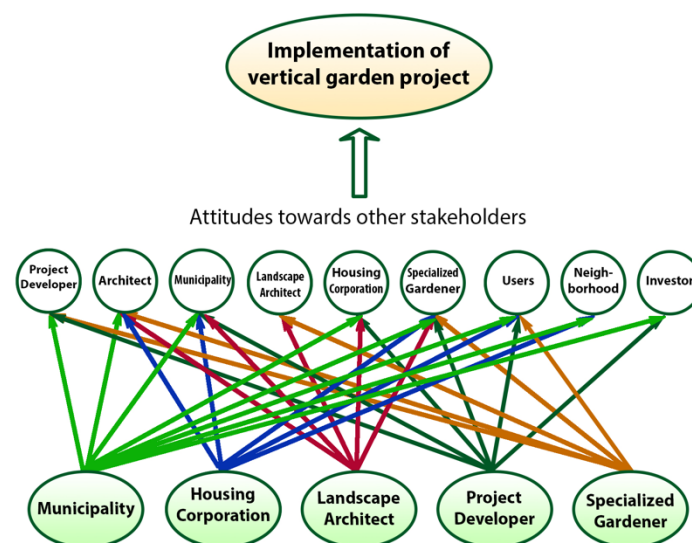 Implementation of
vertical garden project
Attitudes towards other stakeholders
Project
Developer
Architect
Municipality
Landscape
Architect
Housing
Corporation
Specialized
Gardener
Users
Neigh-
borhood
Investor
Municipality
Housing
Corporation
Landscape
Architect
Project
Developer
Specialized
Gardener